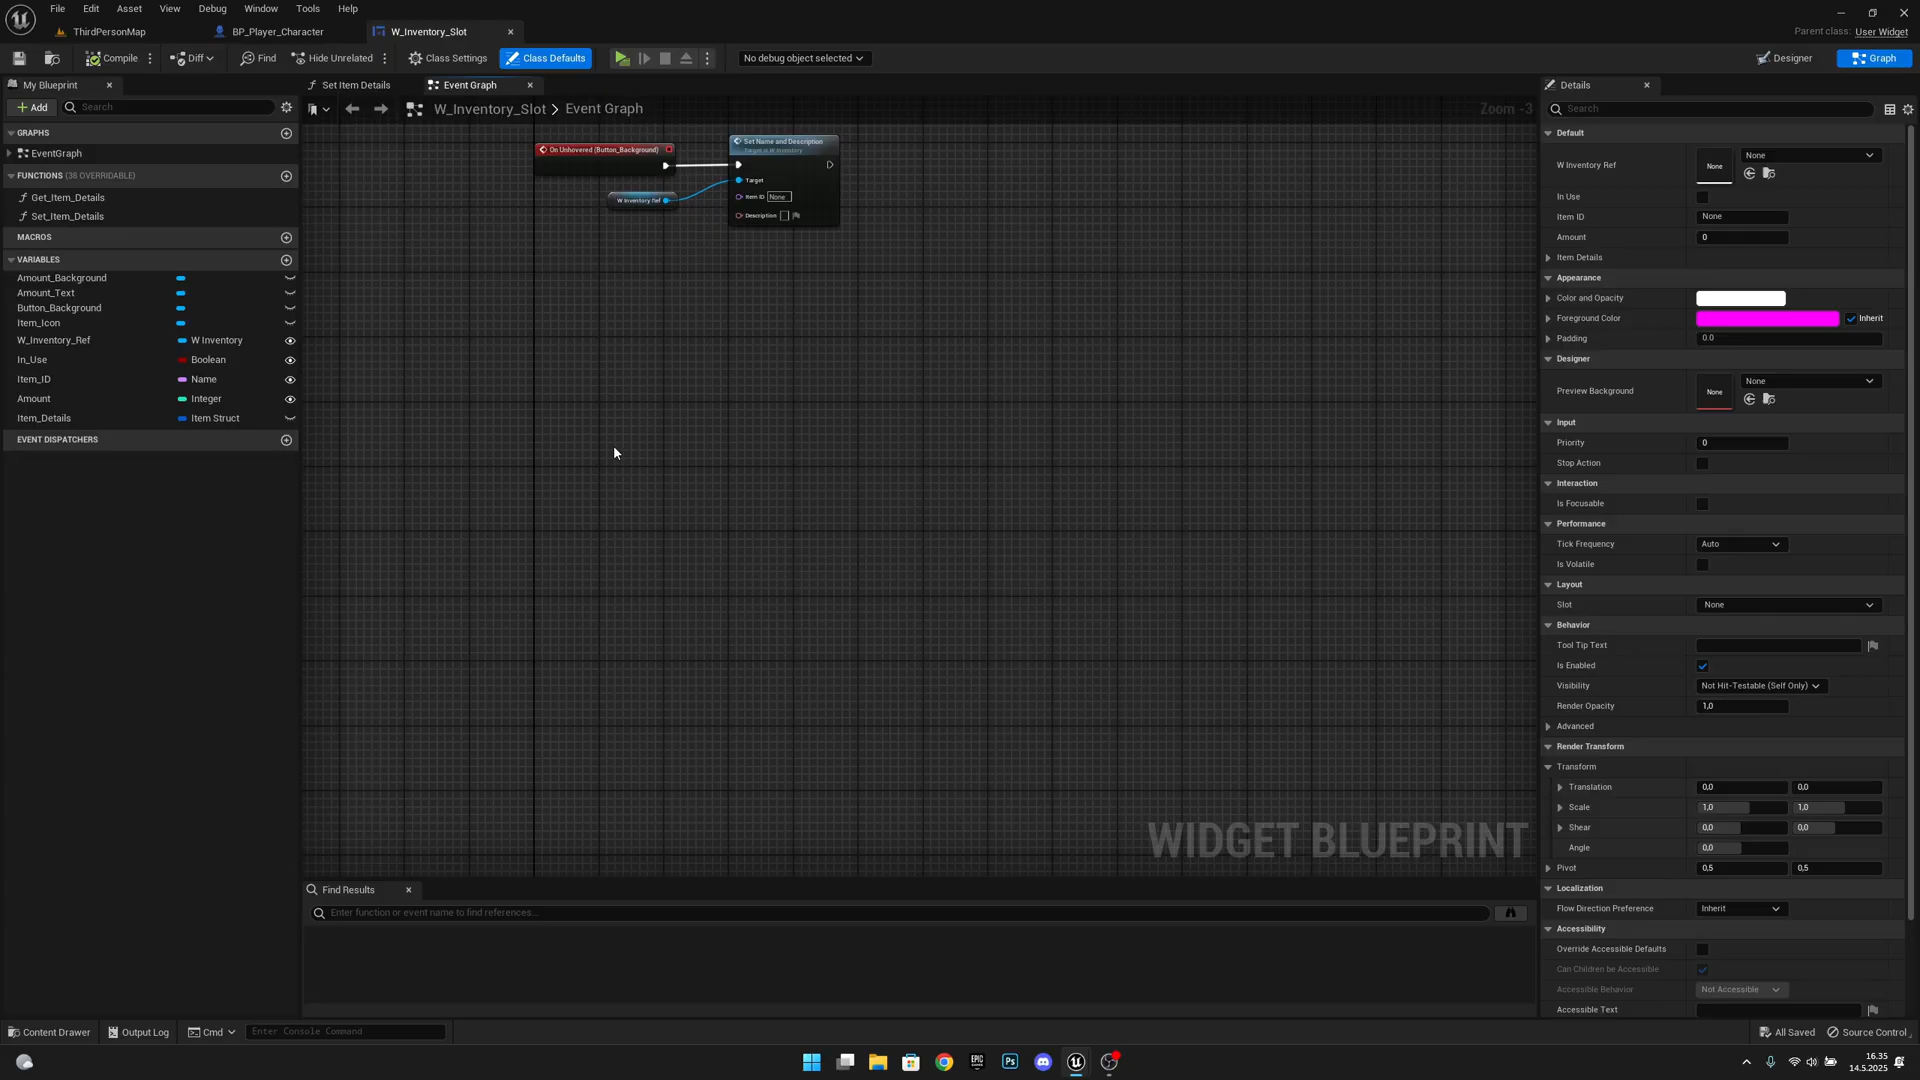 File Edit Asset View Debug Window Tools Help
ThirdPersonMap BP_Player_Character W_Inventory_Slot
Parent class: User Widget
Compile Diff Find Hide Unrelated Class Settings Class Defaults No debug object selected Designer Graph
My Blueprint Set Item Details Event Graph Details
Add Search
W_Inventory_Slot > Event Graph Zoom -3
Search
GRAPHS
EventGraph
FUNCTIONS (38 OVERRIDABLE)
Get_Item_Details
Set_Item_Details
MACROS
VARIABLES
Amount_Background
Amount_Text
Button_Background
Item_Icon
W_Inventory_Ref W Inventory
In_Use Boolean
Item_ID Name
Amount Integer
Item_Details Item Struct
EVENT DISPATCHERS
On Unhovered (Button_Background)
W Inventory Ref
Set Name and Description
Target is W Inventory
Target
Item ID None
Description
WIDGET BLUEPRINT
Find Results
Enter function or event name to find references...
Default
W Inventory Ref None None
In Use
Item ID None
Amount 0
Item Details
Appearance
Color and Opacity
Foreground Color Inherit
Padding 0.0
Designer
Preview Background None None
Input
Priority 0
Stop Action
Interaction
Is Focusable
Performance
Tick Frequency Auto
Is Volatile
Layout
Slot None
Behavior
Tool Tip Text
Is Enabled
Visibility Not Hit-Testable (Self Only)
Render Opacity 1,0
Advanced
Render Transform
Transform
Translation 0,0 0,0
Scale 1,0 1,0
Shear 0,0 0,0
Angle 0,0
Pivot 0,5 0,5
Localization
Flow Direction Preference Inherit
Accessibility
Override Accessible Defaults
Can Children be Accessible
Accessible Behavior Not Accessible
Accessible Text
Content Drawer Output Log Cmd Enter Console Command All Saved Source Control
Ps
16.35
14.5.2025